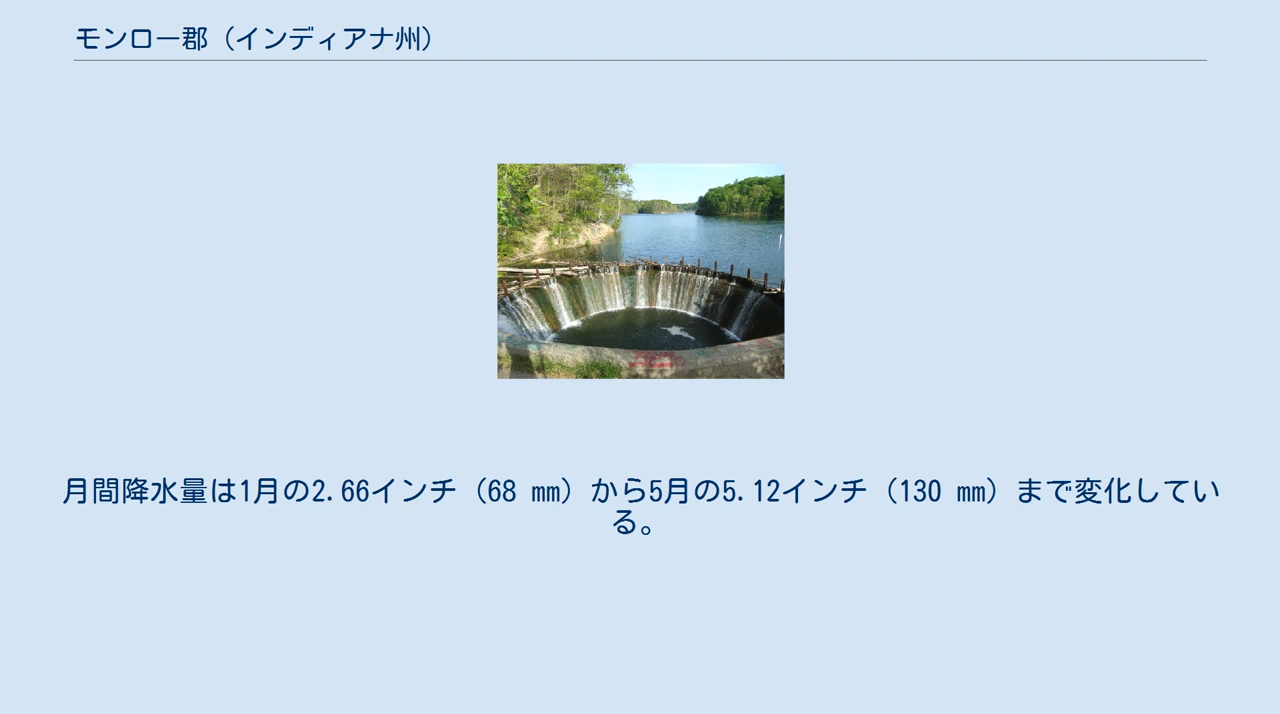 モンロー郡（インディアナ州）
月間降水量は1月の2.66インチ（68 mm）から5月の5.12インチ（130 mm）まで変化してい
る。